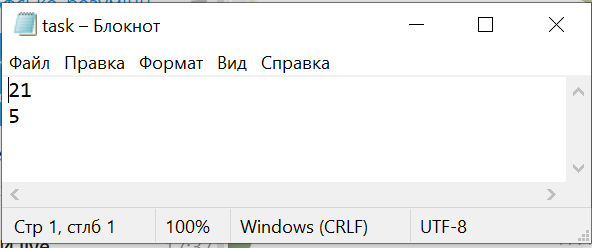 task – Блокнот
Файл Правка Формат Вид Справка
21
5
Стр 1, стлб 1 100% Windows (CRLF) UTF-8